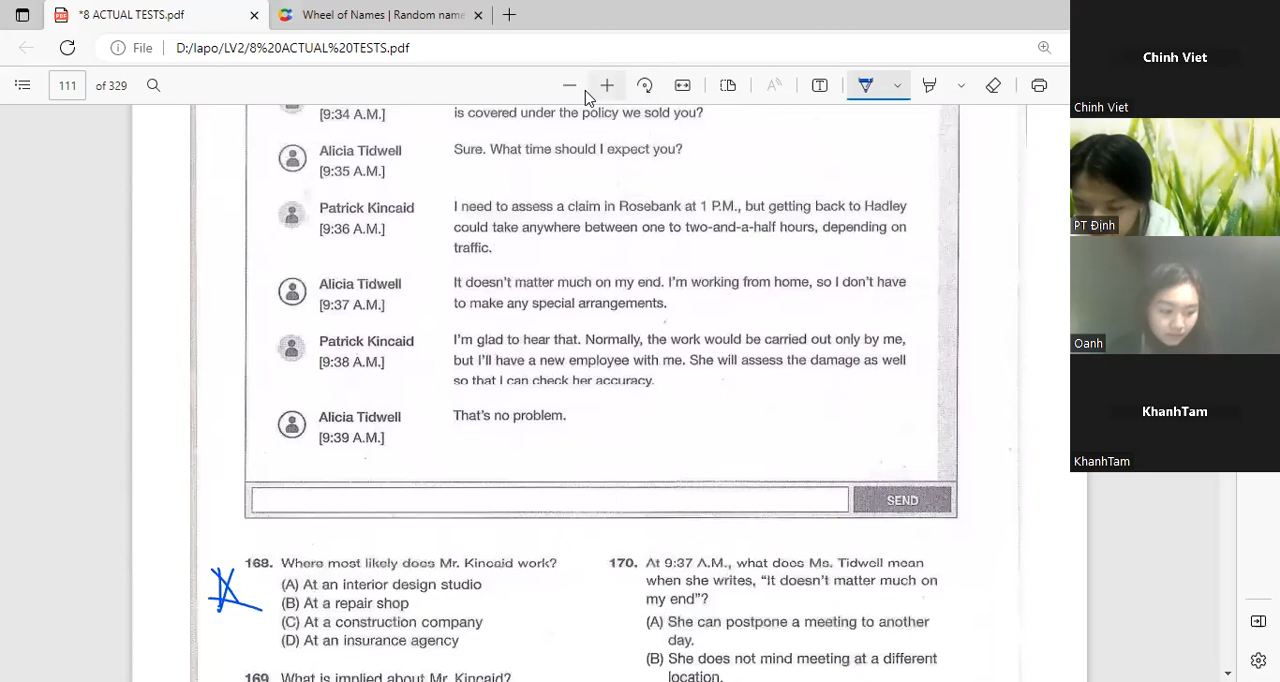 *8 ACTUAL TESTS.pdf
Wheel of Names | Random name
File
D:/lapo/LV2/8%20ACTUAL%20TESTS.pdf
111
of 329
[9:34 A.M.]
is covered under the policy we sold you?
Alicia Tidwell
Sure. What time should I expect you?
[9:35 A.M.]
Patrick Kincaid
I need to assess a claim in Rosebank at 1 P.M., but getting back to Hadley
[9:36 A.M.]
could take anywhere between one to two-and-a-half hours, depending on
traffic.
Alicia Tidwell
It doesn't matter much on my end. I'm working from home, so I don't have
[9:37 A.M.]
to make any special arrangements.
Patrick Kincaid
I'm glad to hear that. Normally, the work would be carried out only by me,
[9:38 A.M.]
but I'll have a new employee with me. She will assess the damage as well
so that I can check her accuracy.
Alicia Tidwell
That's no problem.
[9:39 A.M.]
SEND
168. Where most likely does Mr. Kincaid work?
(A) At an interior design studio
(B) At a repair shop
(C) At a construction company
(D) At an insurance agency
169. What is implied about Mr. Kincaid?
170. At 9:37 A.M., what does Ms. Tidwell mean
when she writes, "It doesn't matter much on
my end"?
(A) She can postpone a meeting to another
day.
(B) She does not mind meeting at a different
location.
Chinh Viet
Chinh Viet
PT Định
Oanh
KhanhTam
KhanhTam